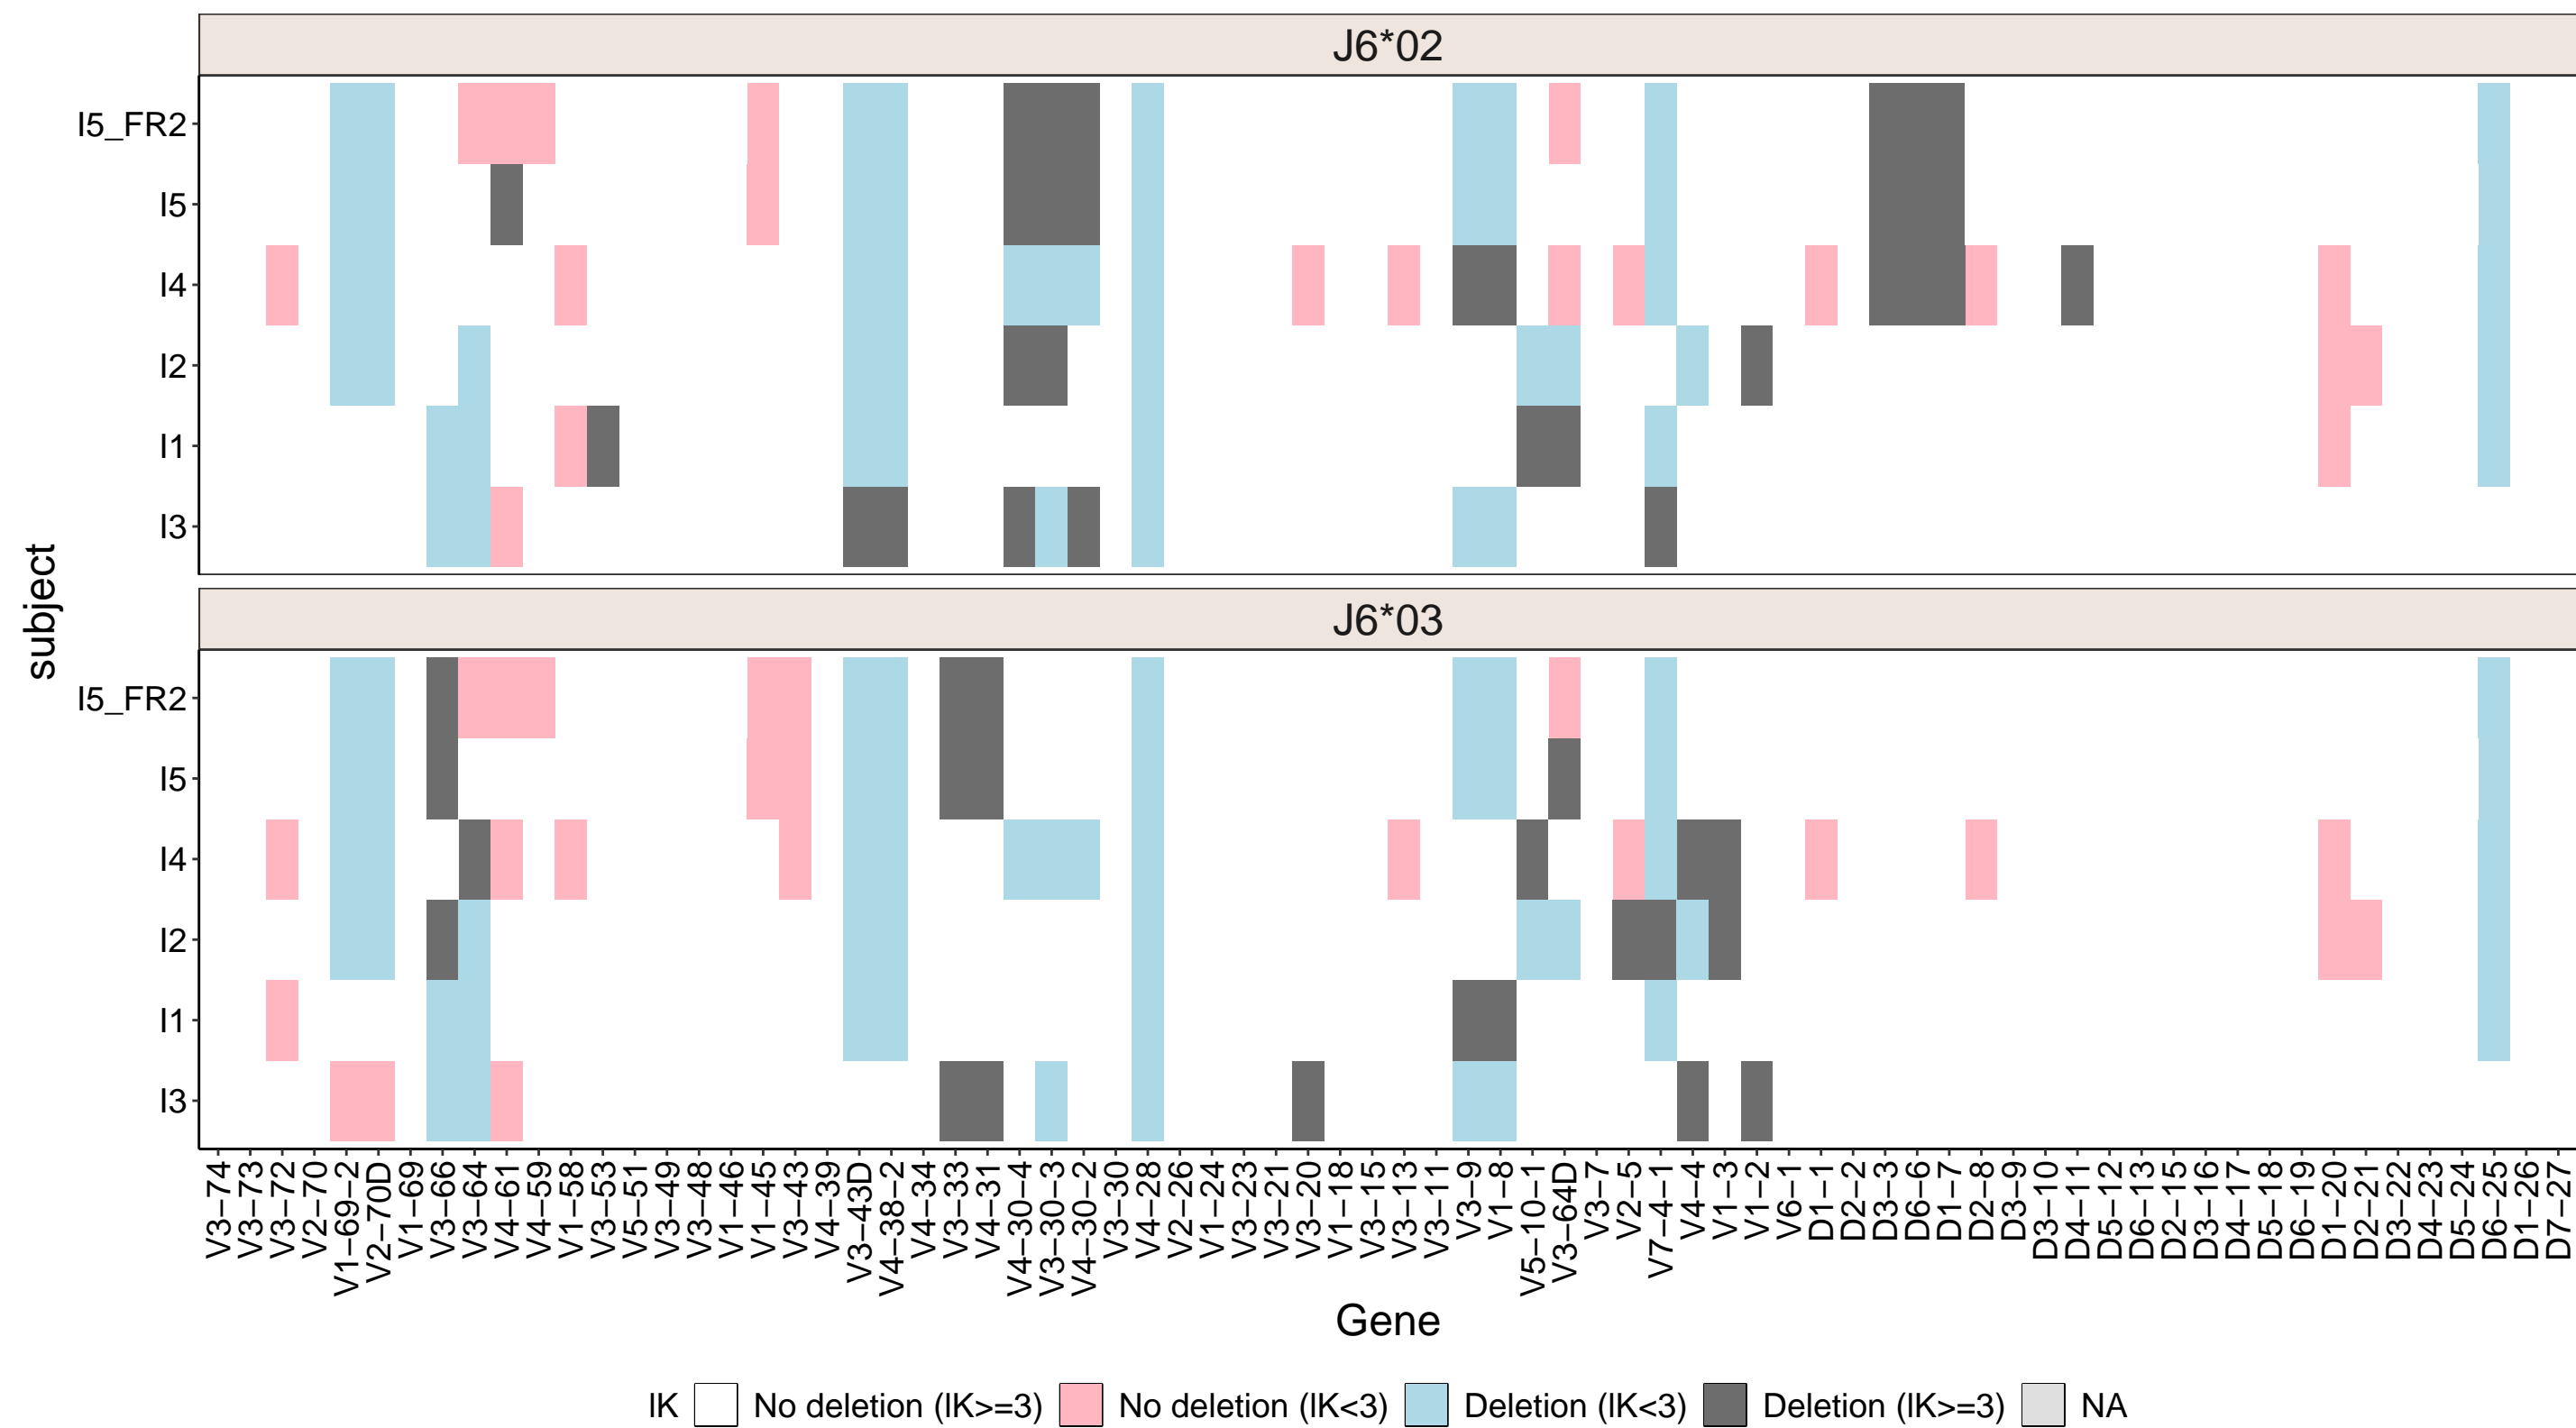 J6*02
I5_FR2
I5
I4
I2
I1
I3
subject
J6*03
I5_FR2
I5
I4
I2
I1
I3
V3−74
V3−73
V3−72
V2−70
V1−69−2
V2−70D
V1−69
V3−66
V3−64
V4−61
V4−59
V1−58
V3−53
V5−51
V3−49
V3−48
V1−46
V1−45
V3−43
V4−39
V3−43D
V4−38−2
V4−34
V3−33
V4−31
V4−30−4
V3−30−3
V4−30−2
V3−30
V4−28
V2−26
V1−24
V3−23
V3−21
V3−20
V1−18
V3−15
V3−13
V3−11
V3−9
V1−8
V5−10−1
V3−64D
V3−7
V2−5
V7−4−1
V4−4
V1−3
V1−2
V6−1
D1−1
D2−2
D3−3
D6−6
D1−7
D2−8
D3−9
D3−10
D4−11
D5−12
D6−13
D2−15
D3−16
D4−17
D5−18
D6−19
D1−20
D2−21
D3−22
D4−23
D5−24
D6−25
D1−26
D7−27
Gene
lK No deletion (lK>=3) No deletion (lK<3) Deletion (lK<3) Deletion (lK>=3) NA